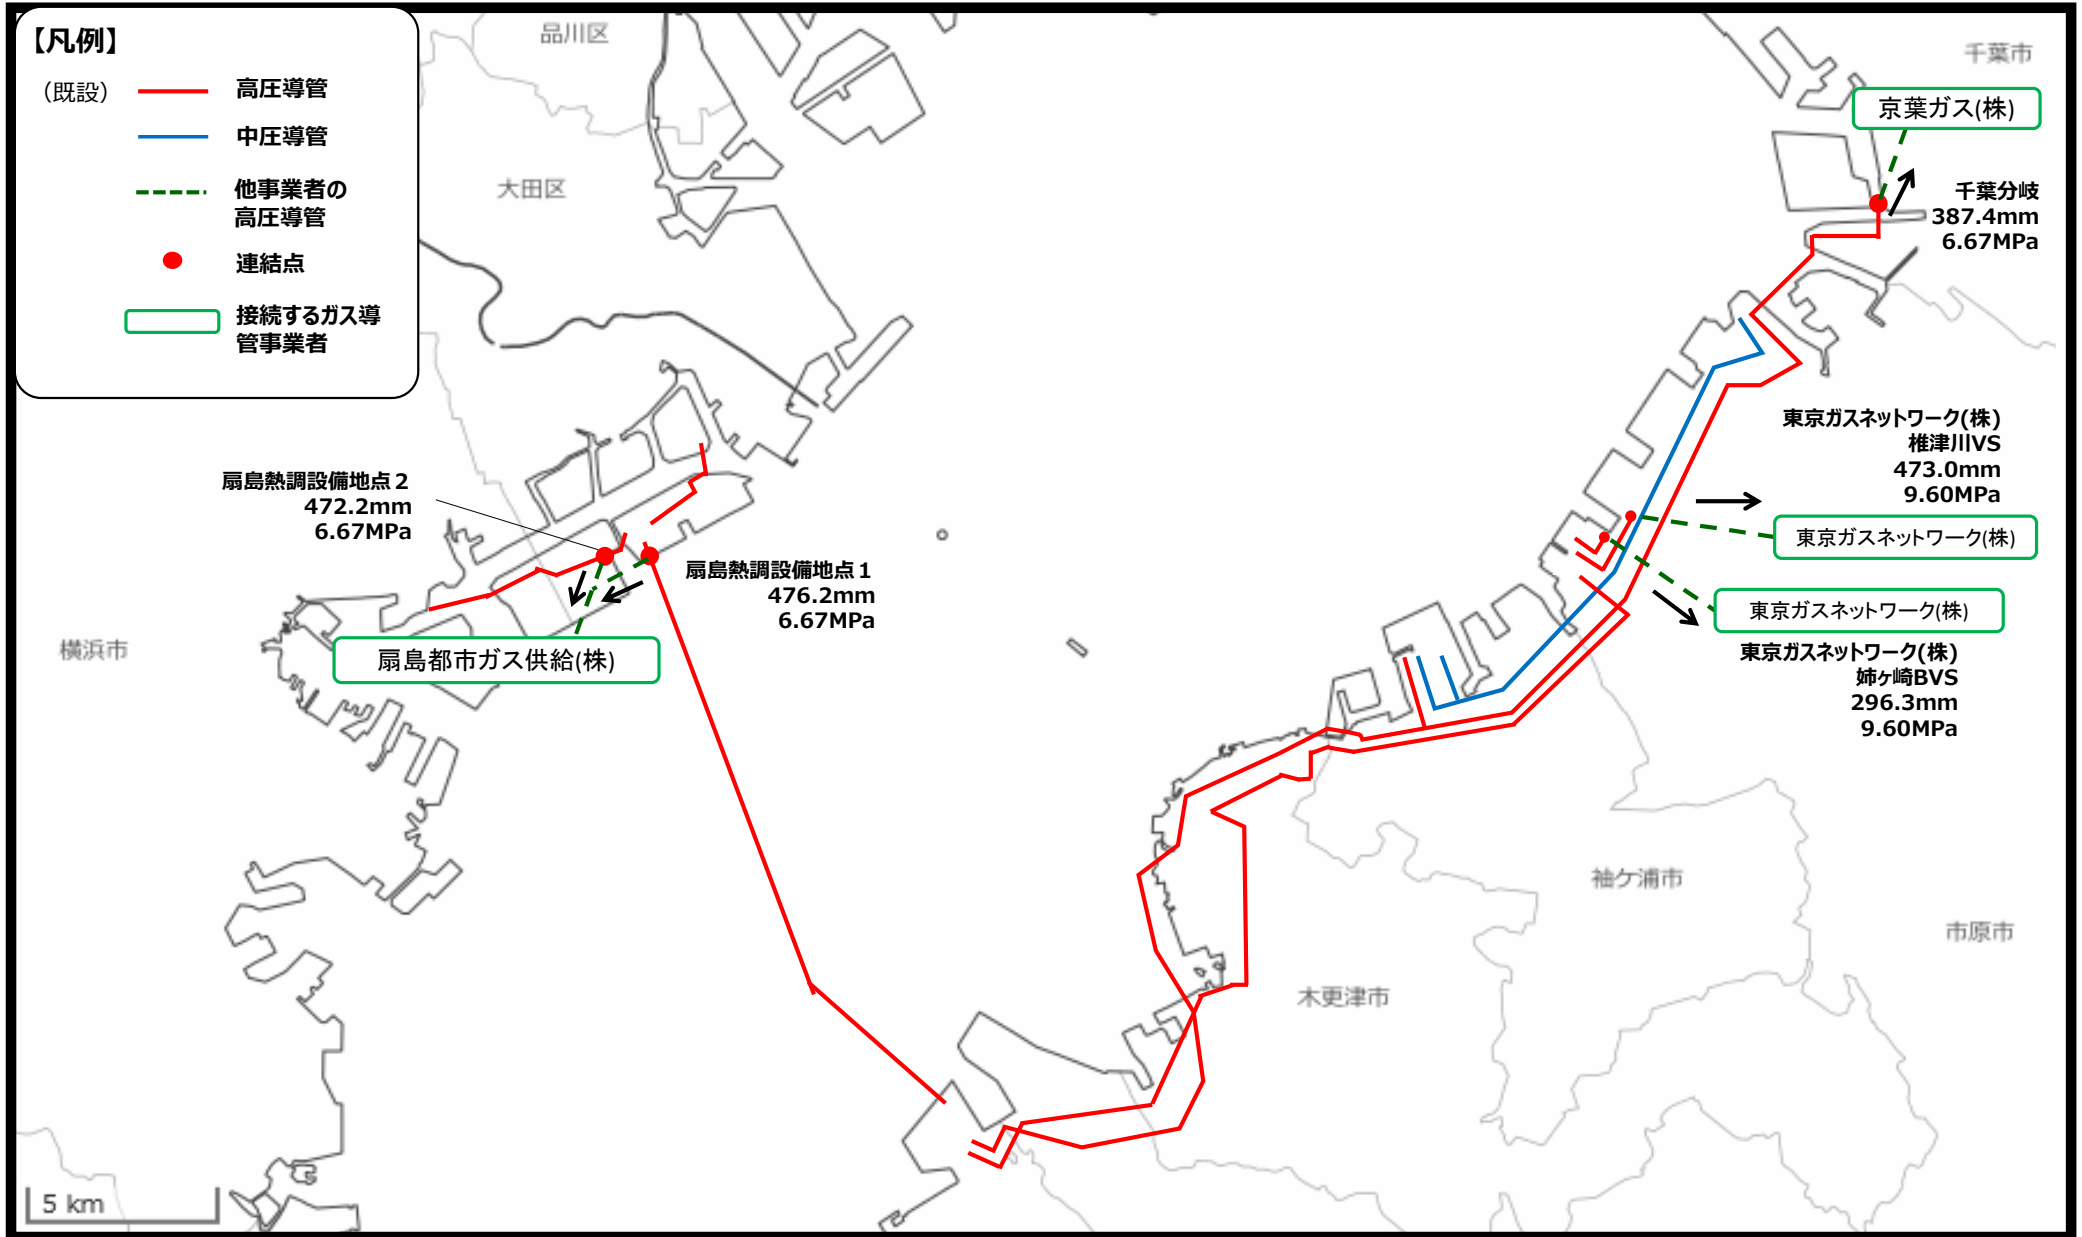 【凡例】
（既設）
高圧導管
中圧導管
他事業者の
高圧導管
連結点
接続するガス導
管事業者
品川区
大田区
千葉市
京葉ガス(株)
千葉分岐
387.4mm
6.67MPa
東京ガスネットワーク(株)
椎津川VS
473.0mm
9.60MPa
東京ガスネットワーク(株)
東京ガスネットワーク(株)
東京ガスネットワーク(株)
姉ヶ崎BVS
296.3mm
9.60MPa
扇島熱調設備地点２
472.2mm
6.67MPa
扇島熱調設備地点１
476.2mm
6.67MPa
扇島都市ガス供給(株)
横浜市
袖ケ浦市
市原市
木更津市
5 km